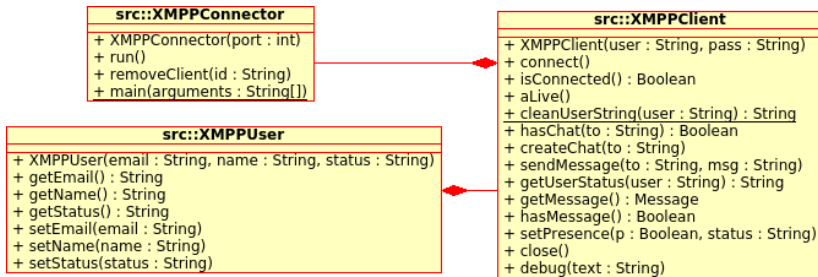 src::XMPPConnector
+ XMPPConnector(port : int)
+ run()
+ removeClient(id : String)
+ main(arguments : String[])
src::XMPPUser
+ XMPPUser(email : String, name : String, status : String)
+ getEmail() : String
+ getName() : String
+ getStatus() : String
+ setEmail(email : String)
+ setName(name : String)
+ setStatus(status : String)
src::XMPPClient
+ XMPPClient(user : String, pass : String)
+ connect()
+ isConnected() : Boolean
+ aLive()
+ cleanUserString(user : String) : String
+ hasChat(to : String) : Boolean
+ createChat(to : String)
+ sendMessage(to : String, msg : String)
+ getUserStatus(user : String) : String
+ getMessage() : Message
+ hasMessage() : Boolean
+ setPresence(p : Boolean, status : String)
+ close()
+ debug(text : String)